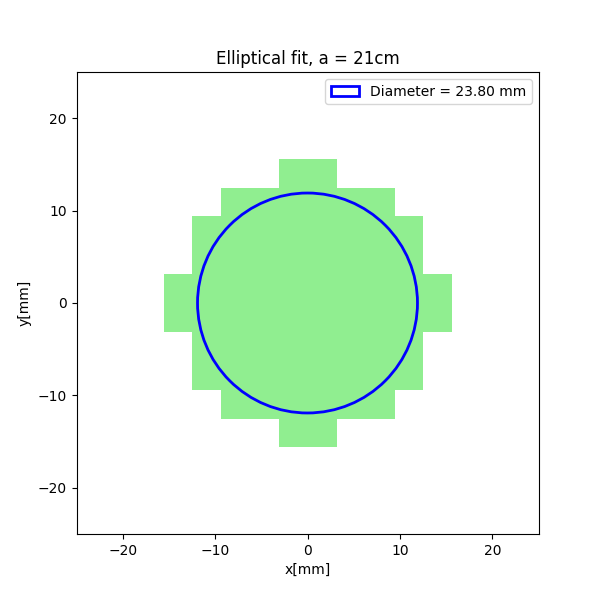 Elliptical fit, a = 21cm
Diameter = 23.80 mm
20
10
0
−10
−20
y[mm]
−20 −10 0 10 20
x[mm]